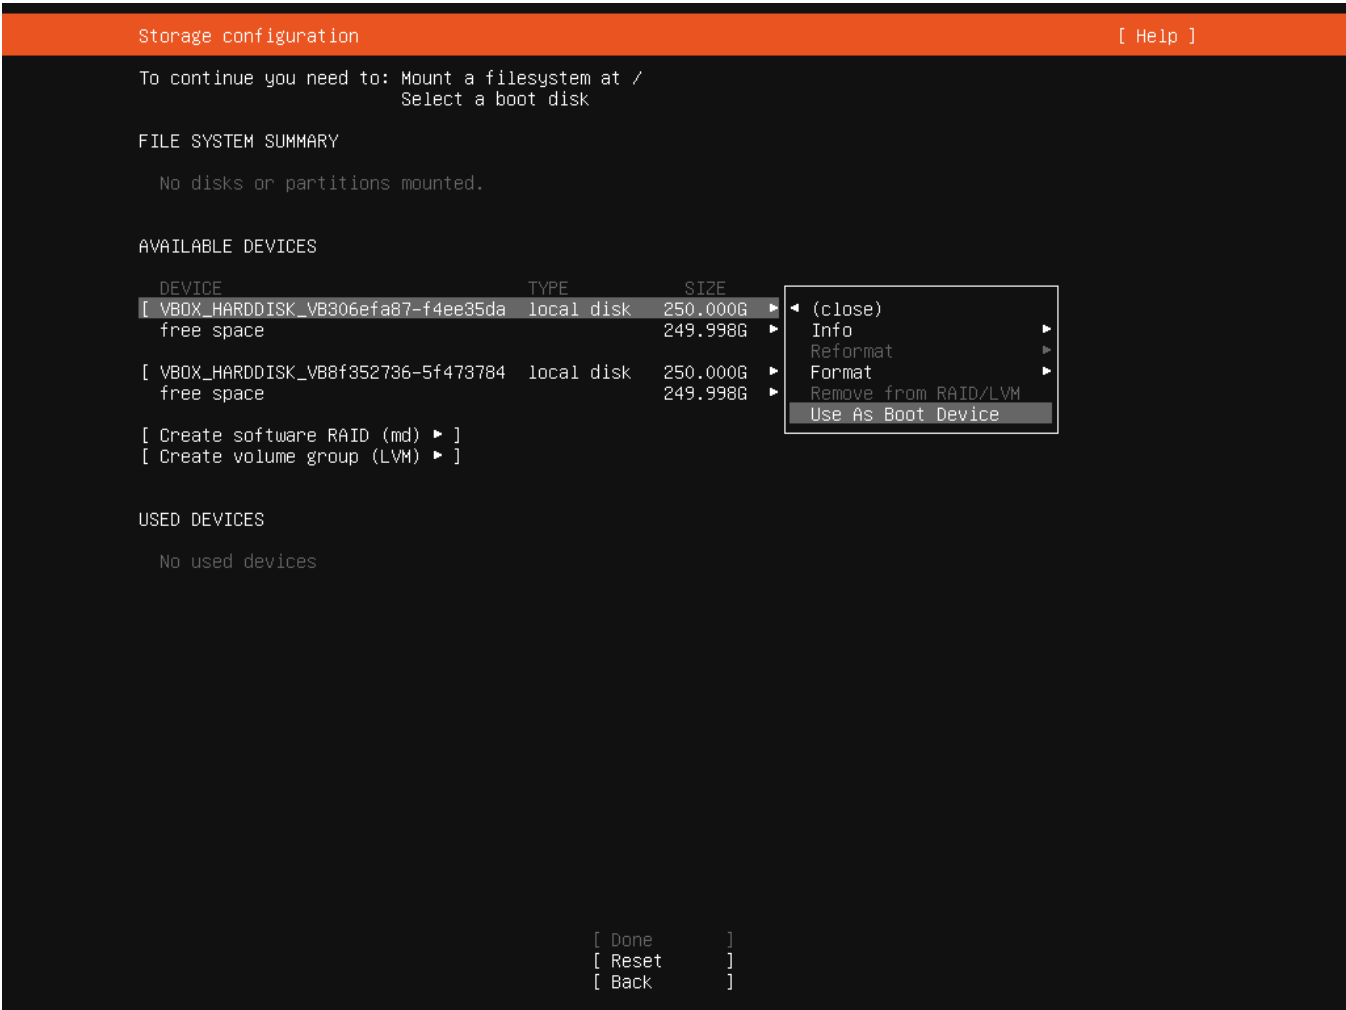 Storage configuration [ Help ]
To continue you need to: Mount a filesystem at /
Select a boot disk
FILE SYSTEM SUMMARY
No disks or partitions mounted.
AVAILABLE DEVICES
DEVICE TYPE SIZE
[ VBOX_HARDDISK_VB306efa87-f4ee35da local disk 250.000G ▸
free space 249.998G ▸
[ VBOX_HARDDISK_VB8f352736-5f473784 local disk 250.000G ▸
free space 249.998G ▸
◂ (close)
Info ▸
Reformat ▸
Format ▸
Remove from RAID/LVM
Use As Boot Device
[ Create software RAID (md) ▸ ]
[ Create volume group (LVM) ▸ ]
USED DEVICES
No used devices
[ Done ]
[ Reset ]
[ Back ]